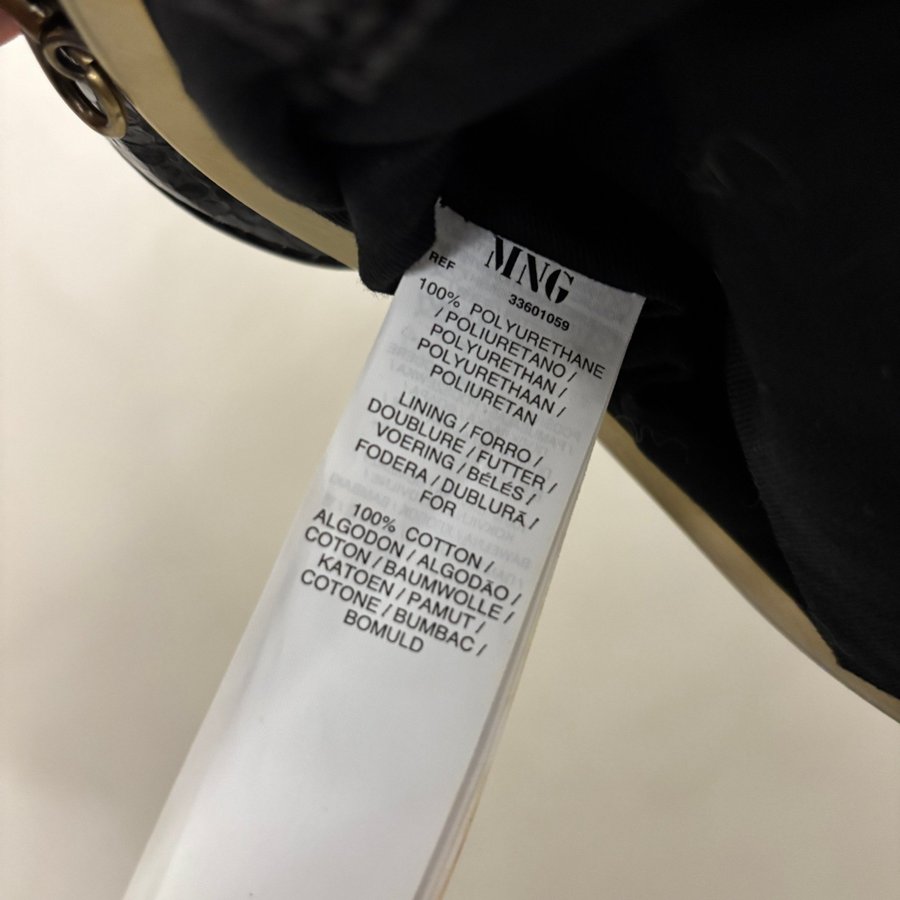 MNG
REF 33601059
100% POLYURETHANE
/ POLIURETANO /
POLYURETHAN /
POLYURETHAAN /
POLIURETAN
LINING / FORRO /
DOUBLURE / FUTTER /
VOERING / BÉLÉS /
FODERA / DUBLURĂ /
FOR
100% COTTON /
ALGODON / ALGODÃO /
COTON / BAUMWOLLE /
KATOEN / PAMUT /
COTONE / BUMBAC /
BOMULD